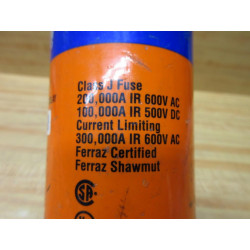 Class J Fuse
200,000A IR 600V AC
100,000A IR 500V DC
Current Limiting
300,000A IR 600V AC
Ferraz Certified
Ferraz Shawmut